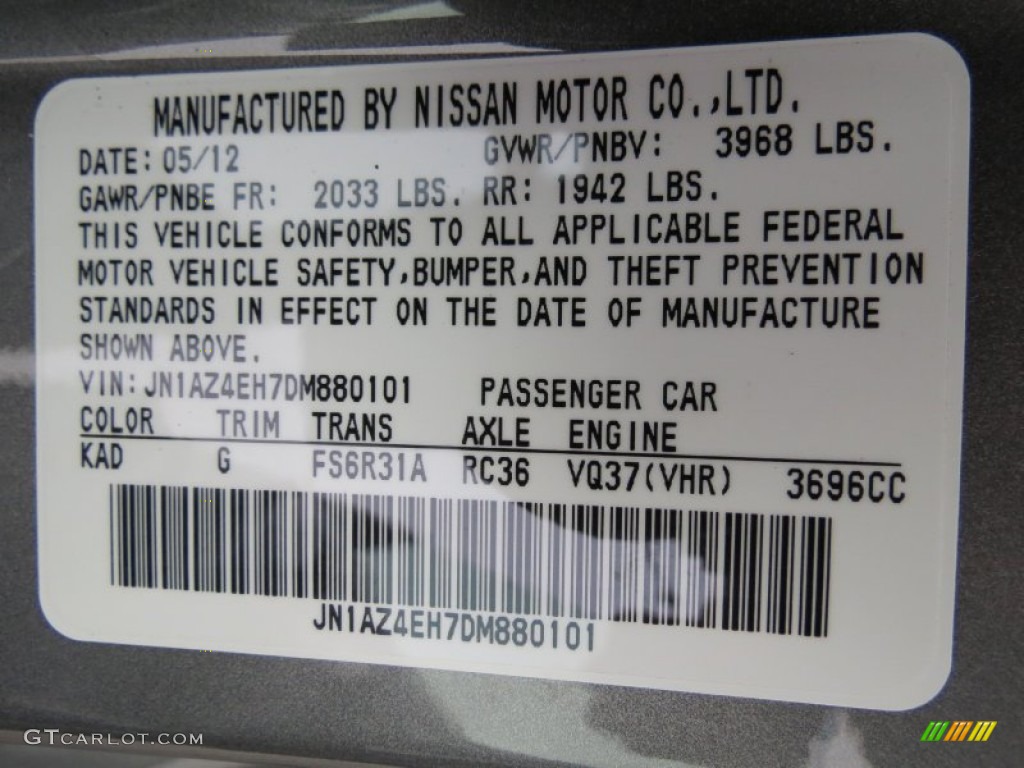 MANUFACTURED BY NISSAN MOTOR CO.,LTD.
DATE: 05/12 GVWR/PNBV: 3968 LBS.
GAWR/PNBE FR: 2033 LBS. RR: 1942 LBS.
THIS VEHICLE CONFORMS TO ALL APPLICABLE FEDERAL
MOTOR VEHICLE SAFETY,BUMPER,AND THEFT PREVENTION
STANDARDS IN EFFECT ON THE DATE OF MANUFACTURE
SHOWN ABOVE.
VIN:JN1AZ4EH7DM880101 PASSENGER CAR
COLOR TRIM TRANS AXLE ENGINE
KAD G FS6R31A RC36 VQ37(VHR) 3696CC
JN1AZ4EH7DM880101
GTCARLOT.COM